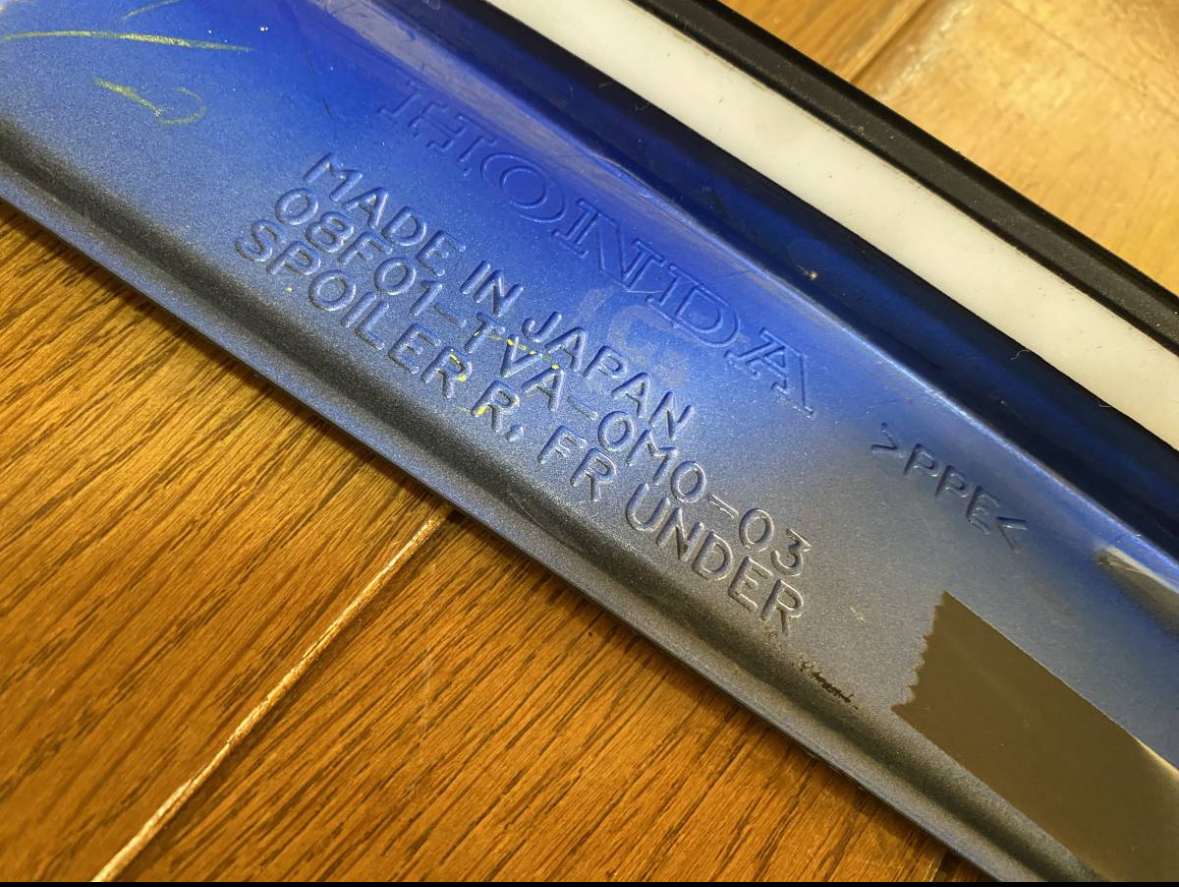 HONDA
MADE IN JAPAN
08F01-TVA-0M0-03
SPOILER R, FR UNDER
>PPE<